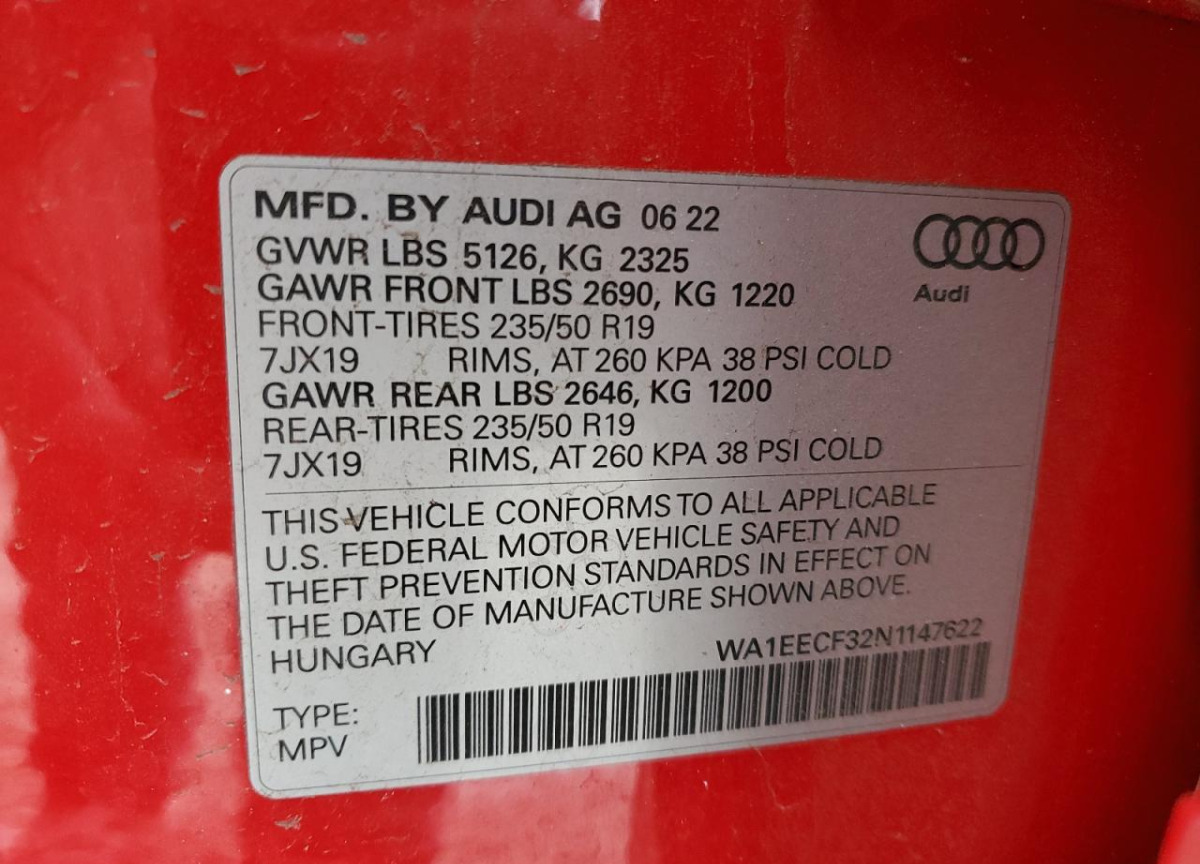 MFD. BY AUDI AG 06 22
GVWR LBS 5126, KG 2325
GAWR FRONT LBS 2690, KG 1220
FRONT-TIRES 235/50 R19
7JX19 RIMS, AT 260 KPA 38 PSI COLD
GAWR REAR LBS 2646, KG 1200
REAR-TIRES 235/50 R19
7JX19 RIMS, AT 260 KPA 38 PSI COLD
Audi
THIS VEHICLE CONFORMS TO ALL APPLICABLE
U.S. FEDERAL MOTOR VEHICLE SAFETY AND
THEFT PREVENTION STANDARDS IN EFFECT ON
THE DATE OF MANUFACTURE SHOWN ABOVE.
HUNGARY WA1EECF32N1147622
TYPE:
MPV